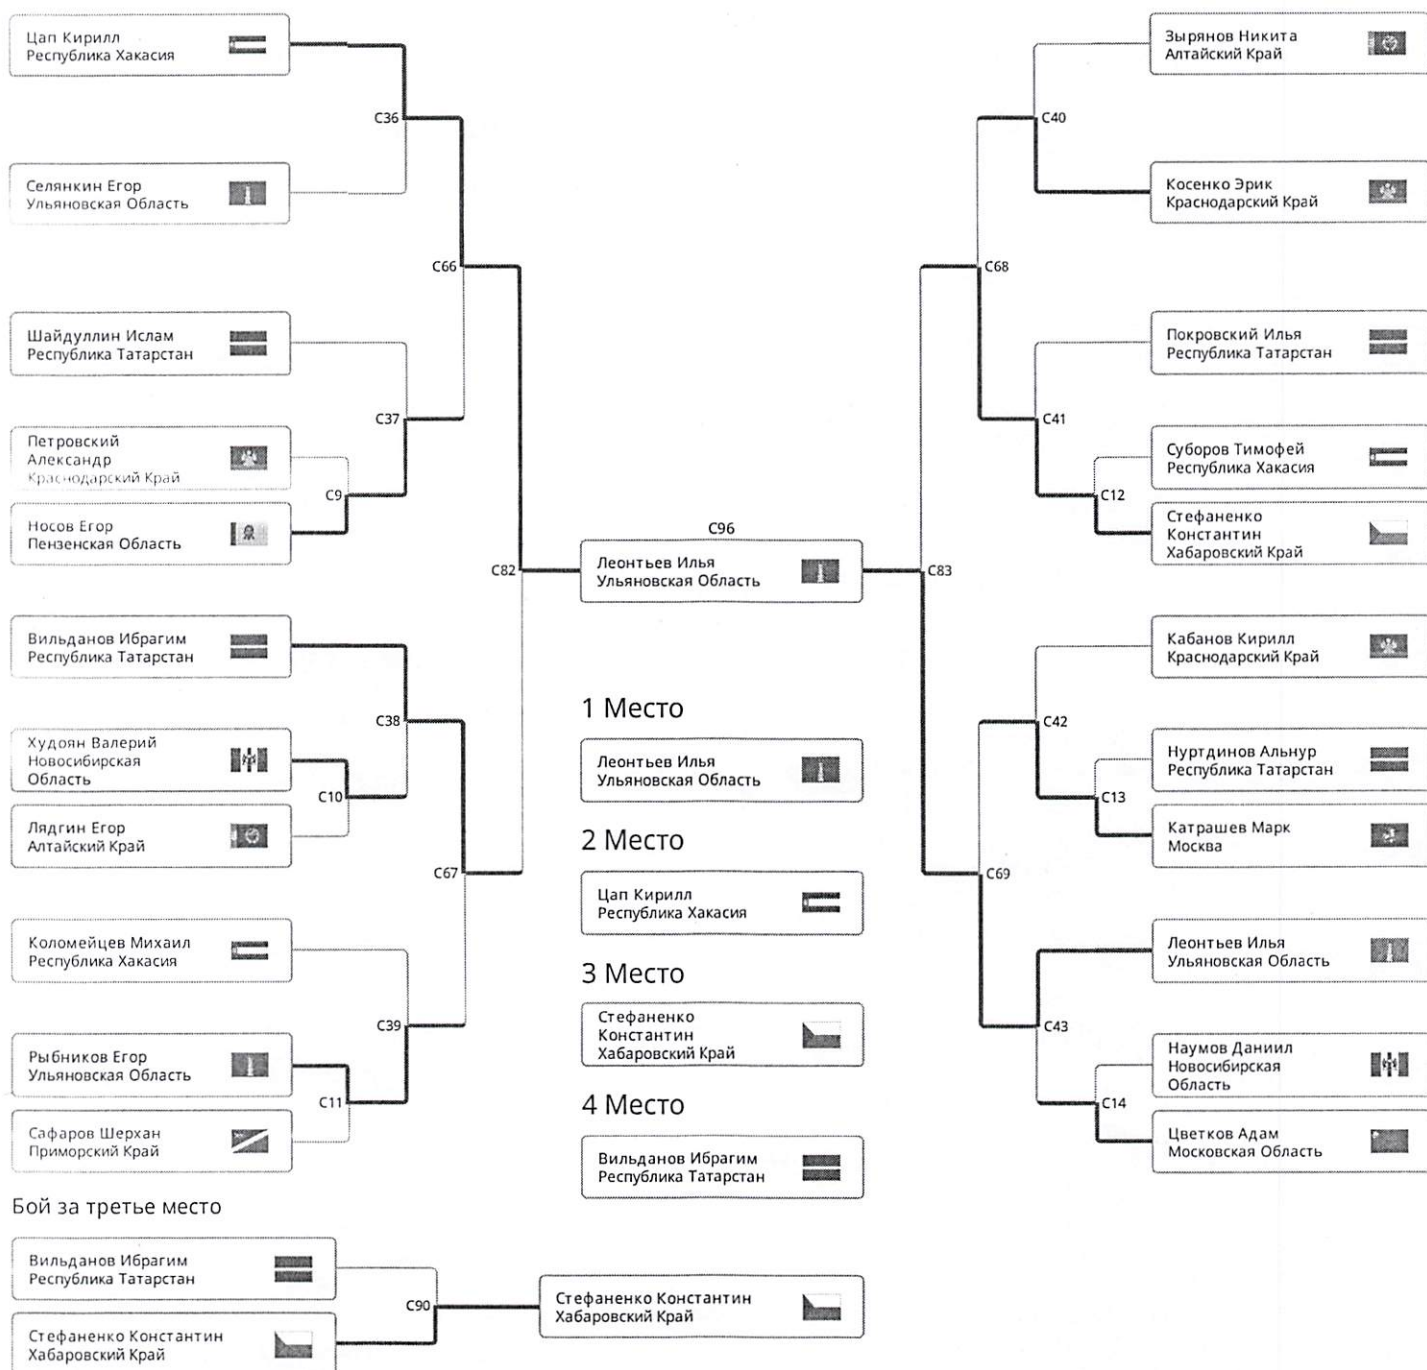 Цап Кирилл
Республика Хакасия
C36
Селянкин Егор
Ульяновская Область
C66
Шайдуллин Ислам
Республика Татарстан
C37
Петровский
Александр
Краснодарский Край
C9
Носов Егор
Пензенская Область
C82
Вильданов Ибрагим
Республика Татарстан
C38
Худоян Валерий
Новосибирская
Область
C10
Лядгин Егор
Алтайский Край
C67
Коломейцев Михаил
Республика Хакасия
C39
Рыбников Егор
Ульяновская Область
C11
Сафаров Шерхан
Приморский Край
C96
Леонтьев Илья
Ульяновская Область
1 Место
Леонтьев Илья
Ульяновская Область
2 Место
Цап Кирилл
Республика Хакасия
3 Место
Стефаненко
Константин
Хабаровский Край
4 Место
Вильданов Ибрагим
Республика Татарстан
Зырянов Никита
Алтайский Край
C40
Косенко Эрик
Краснодарский Край
C68
Покровский Илья
Республика Татарстан
C41
Суборов Тимофей
Республика Хакасия
C12
Стефаненко
Константин
Хабаровский Край
C83
Кабанов Кирилл
Краснодарский Край
C42
Нуртдинов Альнур
Республика Татарстан
C13
Катрашев Марк
Москва
C69
Леонтьев Илья
Ульяновская Область
C43
Наумов Даниил
Новосибирская
Область
C14
Цветков Адам
Московская Область
Бой за третье место
Вильданов Ибрагим
Республика Татарстан
C90
Стефаненко Константин
Хабаровский Край
Стефаненко Константин
Хабаровский Край